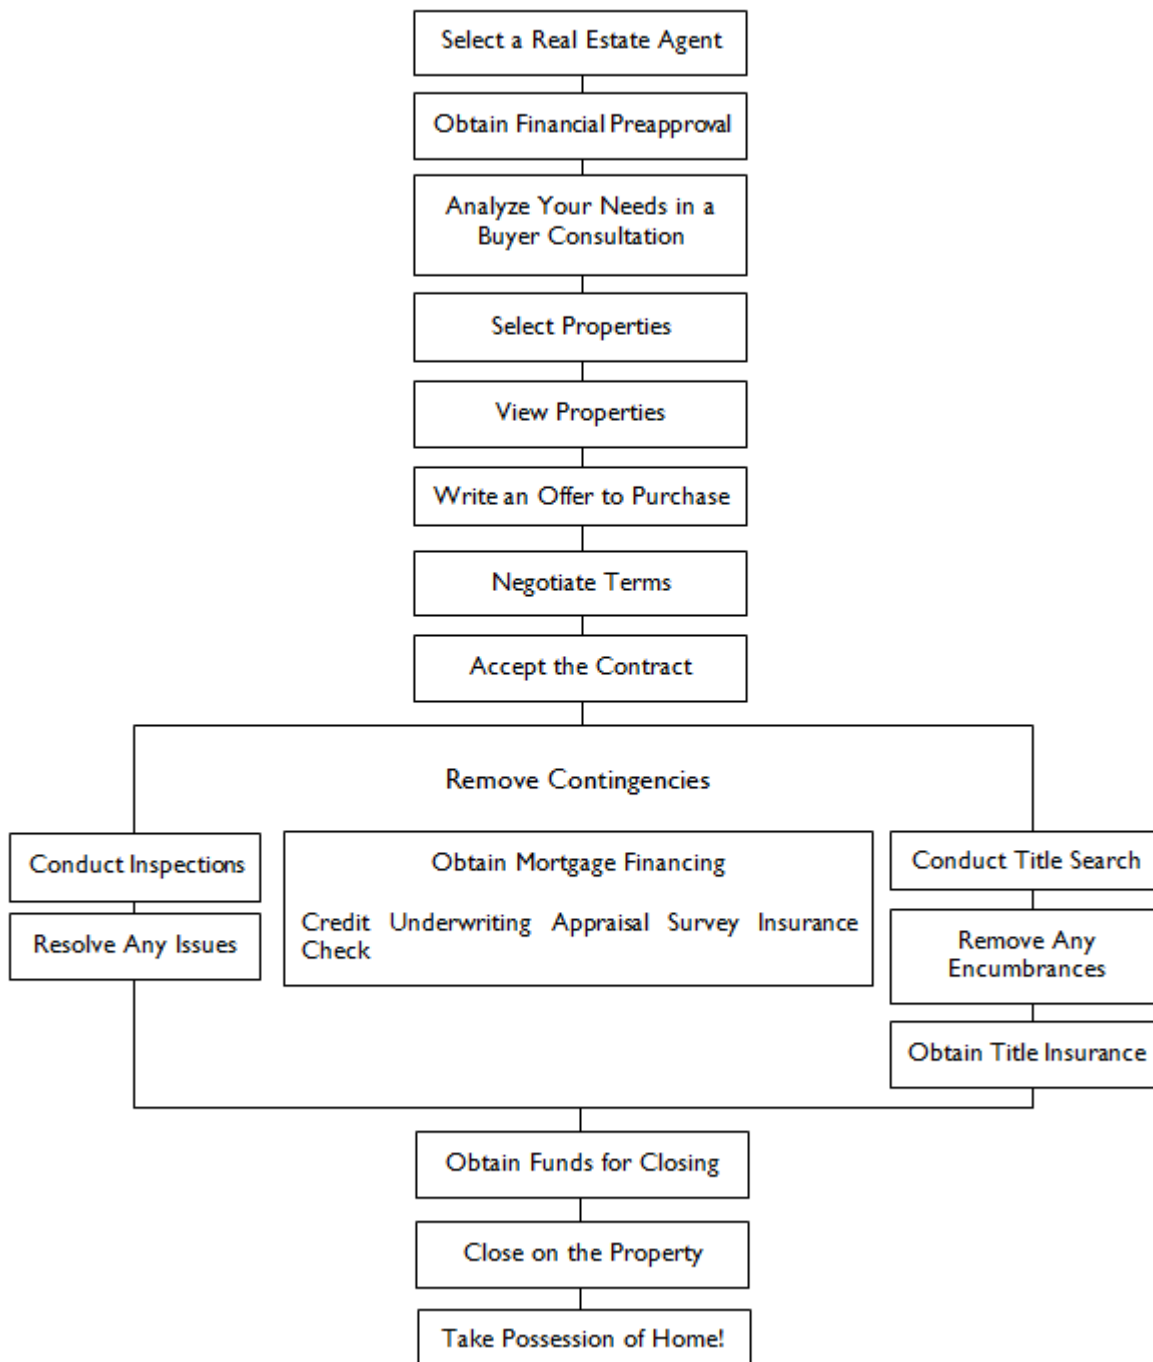 Select a Real Estate Agent
Obtain Financial Preapproval
Analyze Your Needs in a
Buyer Consultation
Select Properties
View Properties
Write an Offer to Purchase
Negotiate Terms
Accept the Contract
Remove Contingencies
Conduct Inspections
Resolve Any Issues
Obtain Mortgage Financing
Credit Underwriting Appraisal Survey Insurance
Check
Conduct Title Search
Remove Any
Encumbrances
Obtain Title Insurance
Obtain Funds for Closing
Close on the Property
Take Possession of Home!